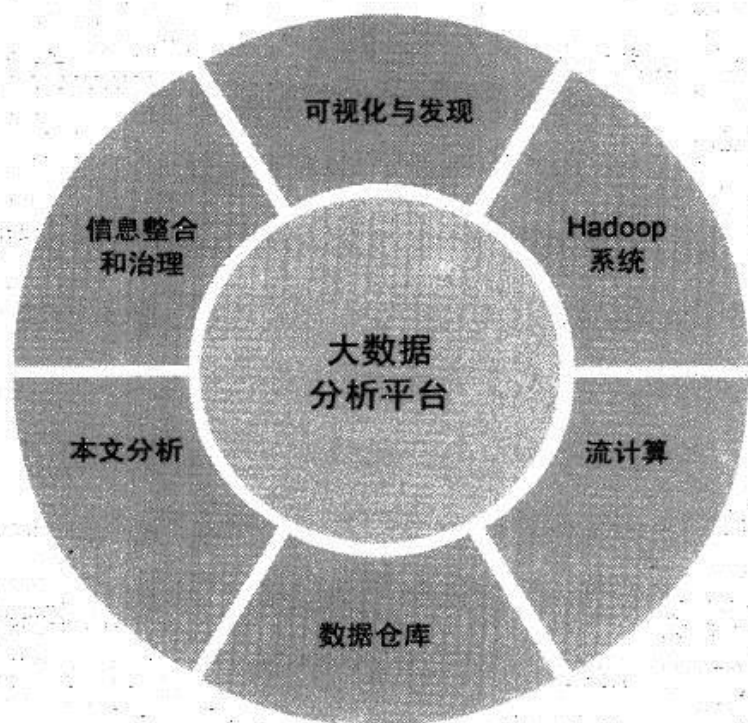 可视化与发现
信息整合
和治理
Hadoop
系统
大数据
分析平台
本文分析
流计算
数据仓库